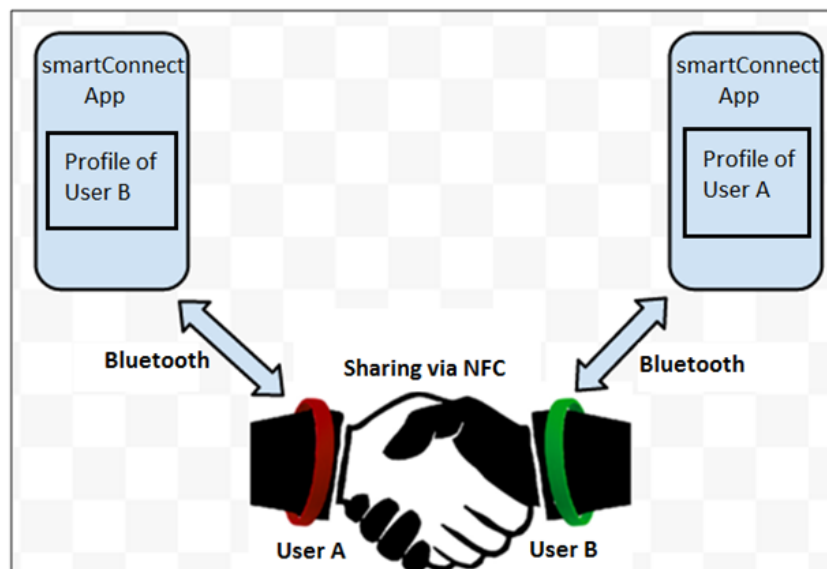 smartConnect
App
Profile of
User B
smartConnect
App
Profile of
User A
Bluetooth
Sharing via NFC
Bluetooth
User A
User B